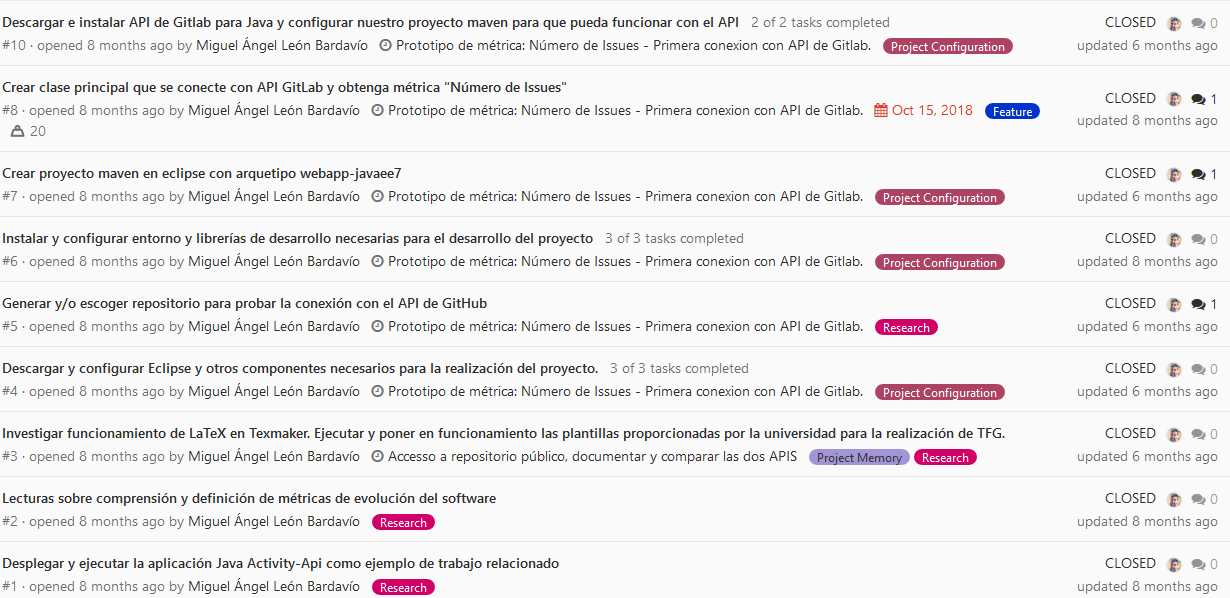 Descargar e instalar API de Gitlab para Java y configurar nuestro proyecto maven para que pueda funcionar con el API 2 of 2 tasks completed CLOSED 0
#10 · opened 8 months ago by Miguel Ángel León Bardavío Prototipo de métrica: Número de Issues - Primera conexion con API de Gitlab. Project Configuration updated 6 months ago
Crear clase principal que se conecte con API GitLab y obtenga métrica "Número de Issues" CLOSED 1
#8 · opened 8 months ago by Miguel Ángel León Bardavío Prototipo de métrica: Número de Issues - Primera conexion con API de Gitlab. Oct 15, 2018 Feature updated 8 months ago
20
Crear proyecto maven en eclipse con arquetipo webapp-javaee7 CLOSED 1
#7 · opened 8 months ago by Miguel Ángel León Bardavío Prototipo de métrica: Número de Issues - Primera conexion con API de Gitlab. Project Configuration updated 6 months ago
Instalar y configurar entorno y librerías de desarrollo necesarias para el desarrollo del proyecto 3 of 3 tasks completed CLOSED 0
#6 · opened 8 months ago by Miguel Ángel León Bardavío Prototipo de métrica: Número de Issues - Primera conexion con API de Gitlab. Project Configuration updated 8 months ago
Generar y/o escoger repositorio para probar la conexión con el API de GitHub CLOSED 1
#5 · opened 8 months ago by Miguel Ángel León Bardavío Prototipo de métrica: Número de Issues - Primera conexion con API de Gitlab. Research updated 6 months ago
Descargar y configurar Eclipse y otros componentes necesarios para la realización del proyecto. 3 of 3 tasks completed CLOSED 0
#4 · opened 8 months ago by Miguel Ángel León Bardavío Prototipo de métrica: Número de Issues - Primera conexion con API de Gitlab. Project Configuration updated 6 months ago
Investigar funcionamiento de LaTeX en Texmaker. Ejecutar y poner en funcionamiento las plantillas proporcionadas por la universidad para la realización de TFG. CLOSED 0
#3 · opened 8 months ago by Miguel Ángel León Bardavío Accesso a repositorio público, documentar y comparar las dos APIS Project Memory Research updated 6 months ago
Lecturas sobre comprensión y definición de métricas de evolución del software CLOSED 0
#2 · opened 8 months ago by Miguel Ángel León Bardavío Research updated 8 months ago
Desplegar y ejecutar la aplicación Java Activity-Api como ejemplo de trabajo relacionado CLOSED 0
#1 · opened 8 months ago by Miguel Ángel León Bardavío Research updated 8 months ago